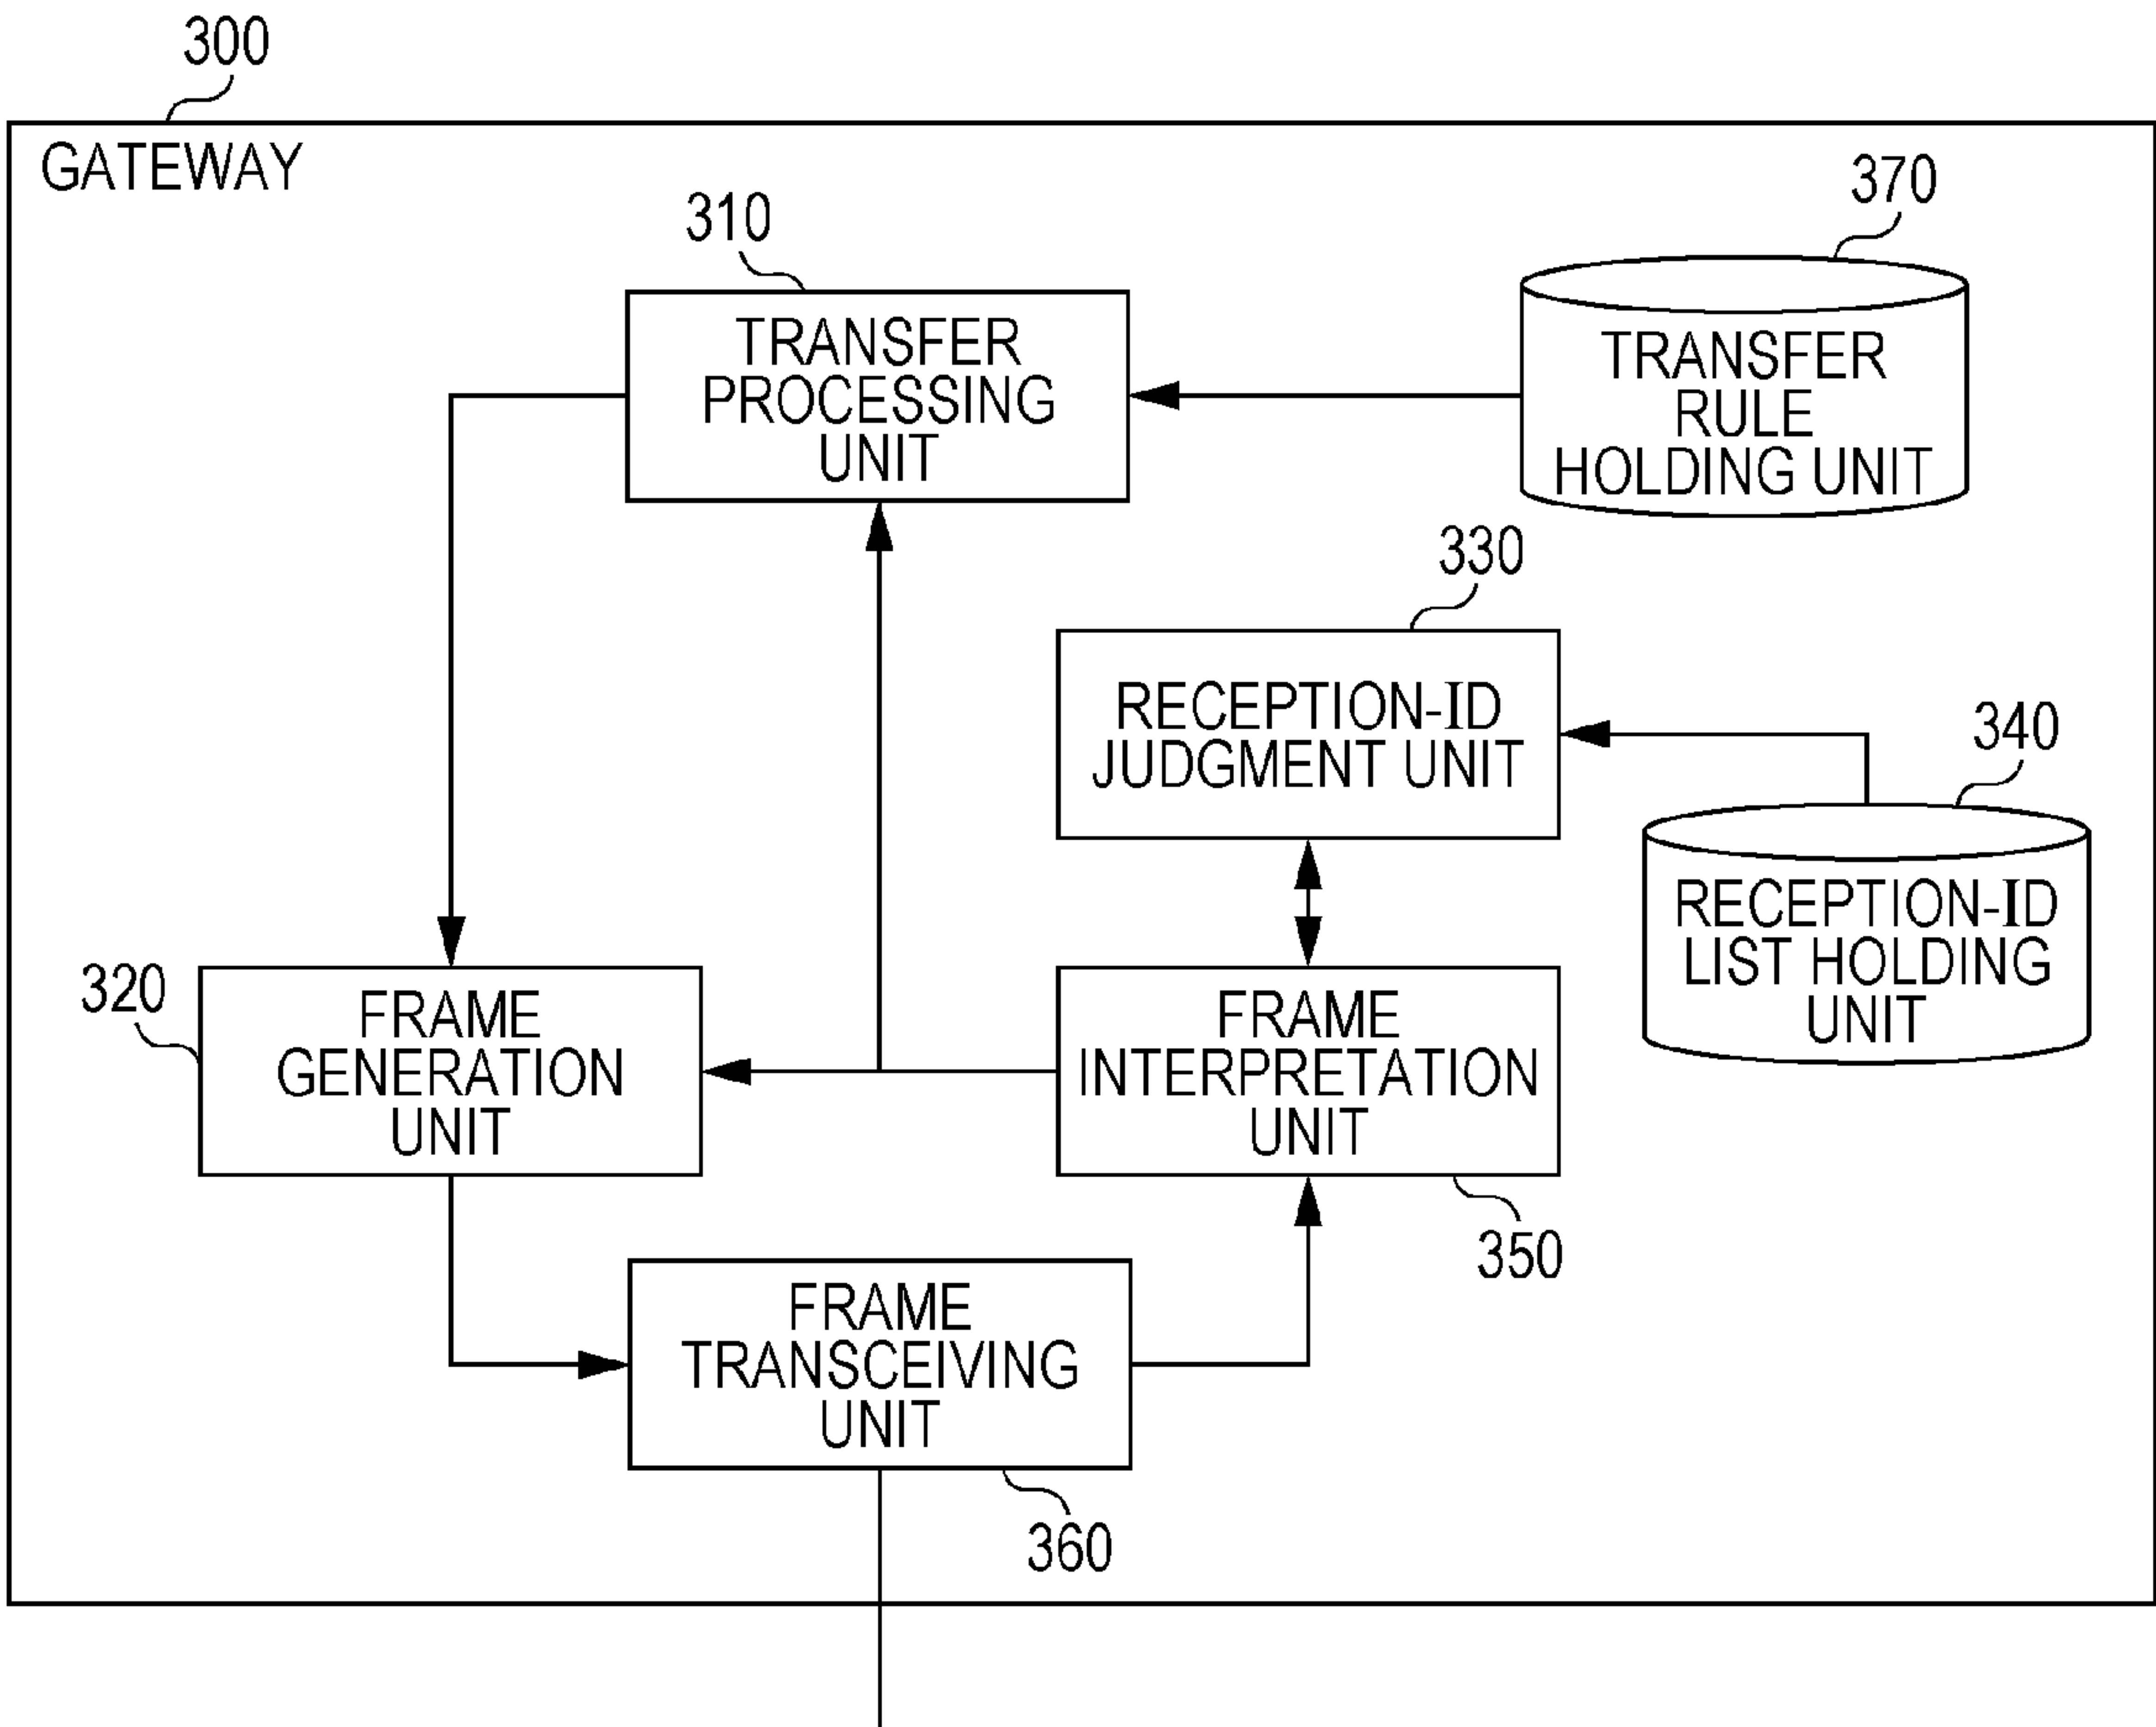 300
GATEWAY
310
TRANSFER
PROCESSING
UNIT
370
TRANSFER
RULE
HOLDING UNIT
330
RECEPTION-ID
JUDGMENT UNIT
340
RECEPTION-ID
LIST HOLDING
UNIT
320
FRAME
GENERATION
UNIT
FRAME
INTERPRETATION
UNIT
350
FRAME
TRANSCEIVING
UNIT
360